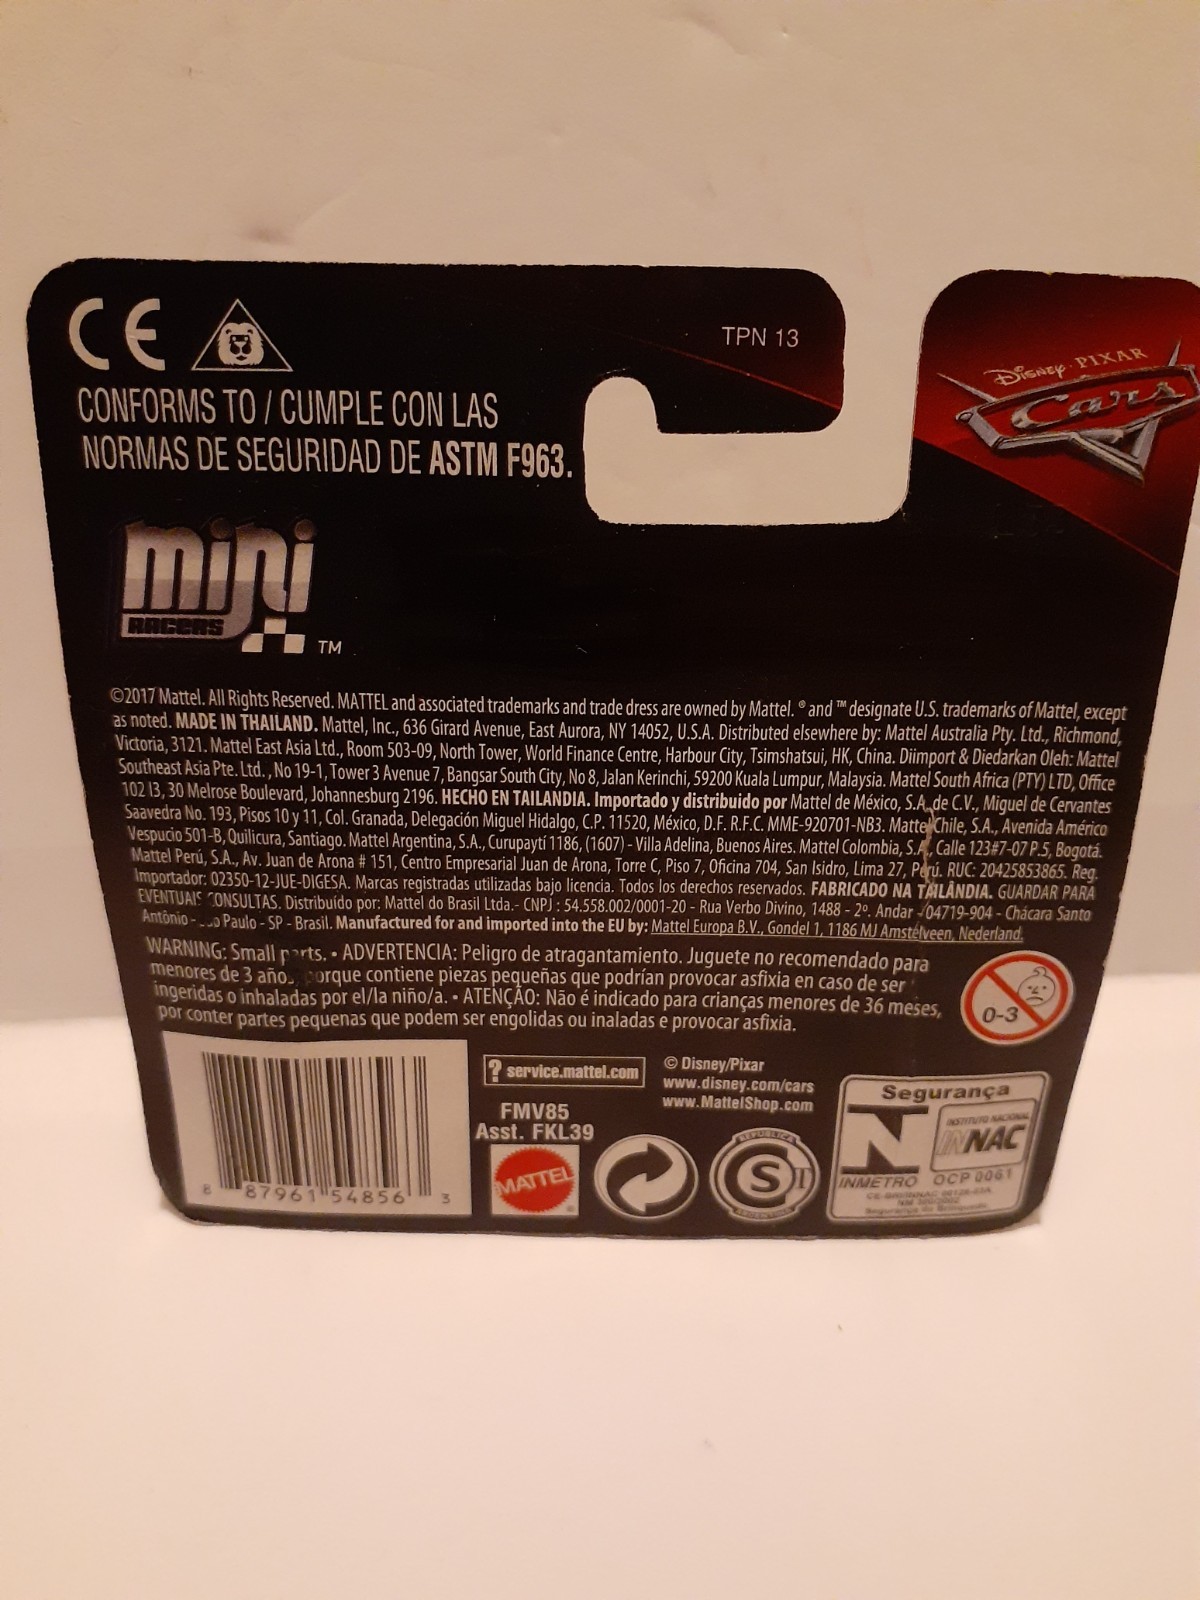 CE
TPN 13
DISNEY·PIXAR
Cars
CONFORMS TO / CUMPLE CON LAS
NORMAS DE SEGURIDAD DE ASTM F963.
mini
RACERS
TM
©2017 Mattel. All Rights Reserved. MATTEL and associated trademarks and trade dress are owned by Mattel. ® and ™ designate U.S. trademarks of Mattel, except
as noted. MADE IN THAILAND. Mattel, Inc., 636 Girard Avenue, East Aurora, NY 14052, U.S.A. Distributed elsewhere by: Mattel Australia Pty. Ltd., Richmond,
Victoria, 3121. Mattel East Asia Ltd., Room 503-09, North Tower, World Finance Centre, Harbour City, Tsimshatsui, HK, China. Diimport & Diedarkan Oleh: Mattel
Southeast Asia Pte. Ltd. , No 19-1, Tower 3 Avenue 7, Bangsar South City, No 8, Jalan Kerinchi, 59200 Kuala Lumpur, Malaysia. Mattel South Africa (PTY) LTD, Office
102 I3, 30 Melrose Boulevard, Johannesburg 2196. HECHO EN TAILANDIA. Importado y distribuido por Mattel de México, S.A. de C.V., Miguel de Cervantes
Saavedra No. 193, Pisos 10 y 11, Col. Granada, Delegación Miguel Hidalgo, C.P. 11520, México, D.F. R.F.C. MME-920701-NB3. Mattel Chile, S.A., Avenida Américo
Vespucio 501-B, Quilicura, Santiago. Mattel Argentina, S.A., Curupaytí 1186, (1607) - Villa Adelina, Buenos Aires. Mattel Colombia, S.A., Calle 123#7-07 P.5, Bogotá.
Mattel Perú, S.A., Av. Juan de Arona # 151, Centro Empresarial Juan de Arona, Torre C, Piso 7, Oficina 704, San Isidro, Lima 27, Perú. RUC: 20425853865. Reg.
Importador: 02350-12-JUE-DIGESA. Marcas registradas utilizadas bajo licencia. Todos los derechos reservados. FABRICADO NA TAILÂNDIA. GUARDAR PARA
EVENTUAIS CONSULTAS. Distribuído por: Mattel do Brasil Ltda.- CNPJ : 54.558.002/0001-20 - Rua Verbo Divino, 1488 - 2º. Andar - 04719-904 - Chácara Santo
Antônio - Paulo - SP - Brasil. Manufactured for and imported into the EU by: Mattel Europa B.V., Gondel 1, 1186 MJ Amstelveen, Nederland.
WARNING: Small parts. • ADVERTENCIA: Peligro de atragantamiento. Juguete no recomendado para
menores de 3 años, porque contiene piezas pequeñas que podrían provocar asfixia en caso de ser
ingeridas o inhaladas por el/la niño/a. • ATENÇÃO: Não é indicado para crianças menores de 36 meses,
por conter partes pequenas que podem ser engolidas ou inaladas e provocar asfixia.
0-3
8 87961 54856 3
? service.mattel.com
FMV85
Asst. FKL39
MATTEL
®
© Disney/Pixar
www.disney.com/cars
www.MattelShop.com
REPUBLICA
S
ARGENTINA
Segurança
N
INMETRO
INSTITUTO NACIONAL
INNAC
OCP 0061
Segurança do Brinquedo